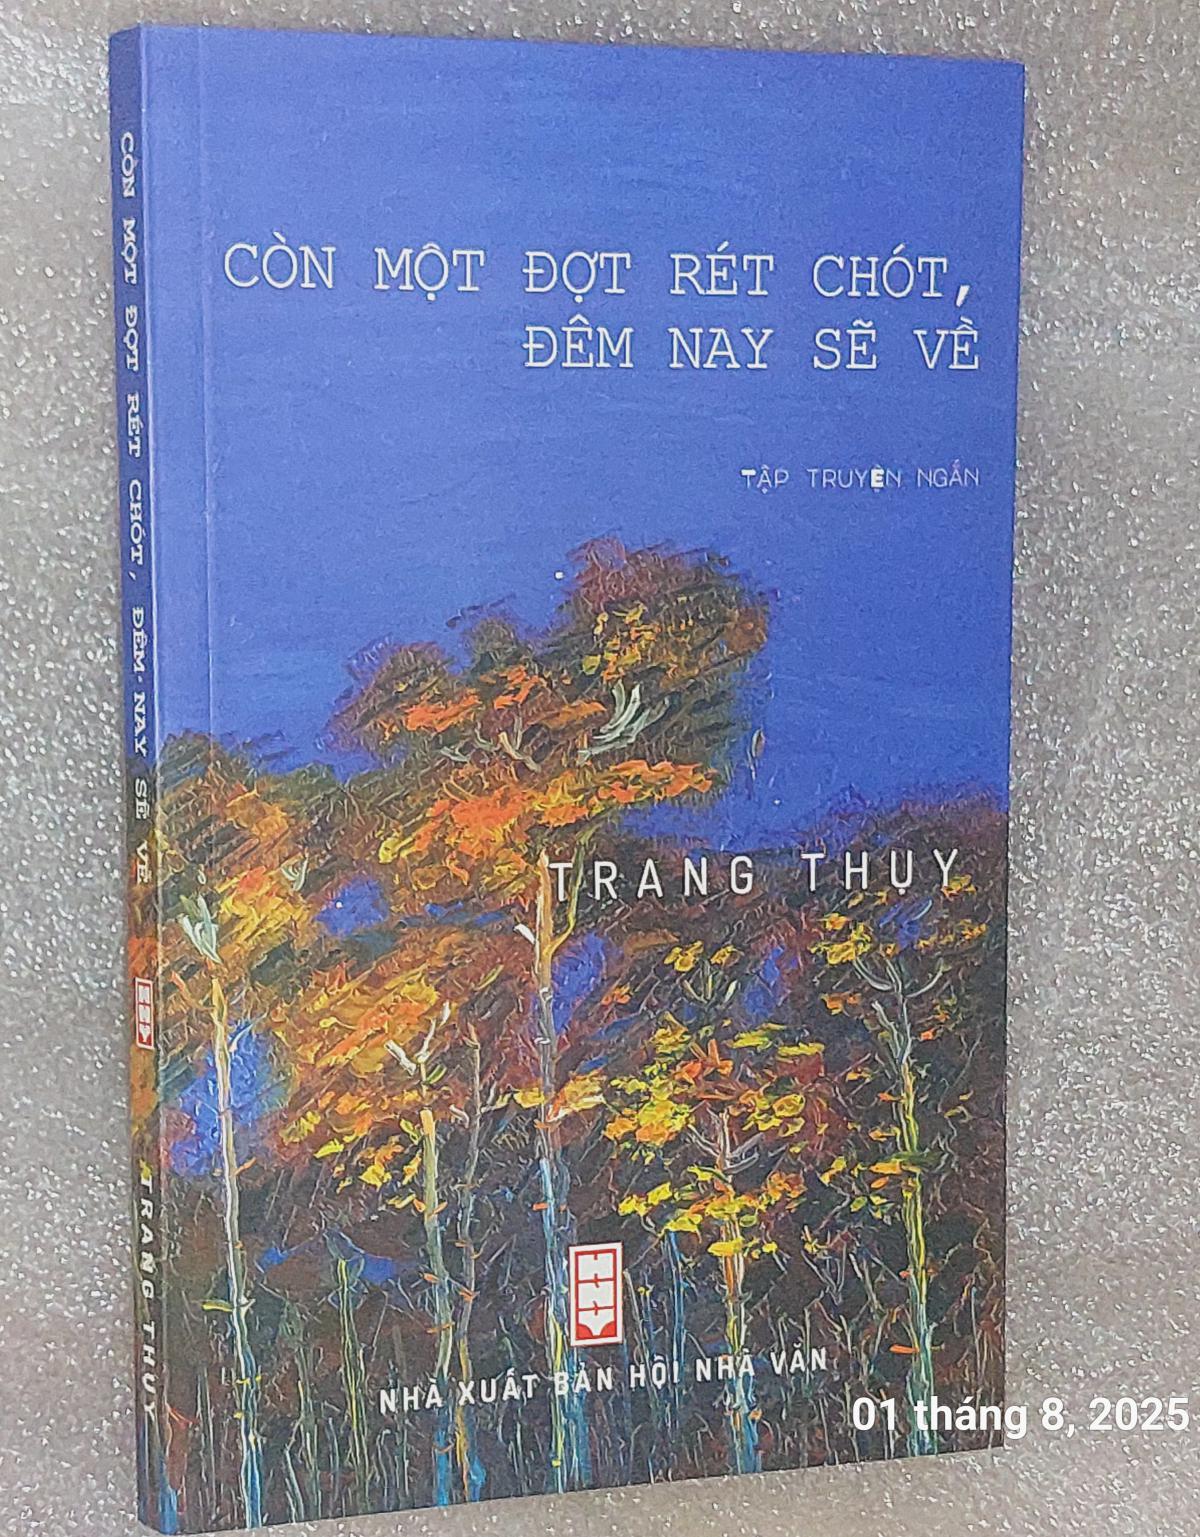 CÒN MỘT ĐỢT RÉT CHÓT,
ĐÊM NAY SẼ VỀ
TẬP TRUYỆN NGẮN
TRANG THỤY
NHÀ XUẤT BẢN HỘI NHÀ VĂN
CÒN MỘT ĐỢT RÉT CHÓT, ĐÊM NAY SẼ VỀ
TRANG THỤY
01 tháng 8, 2025